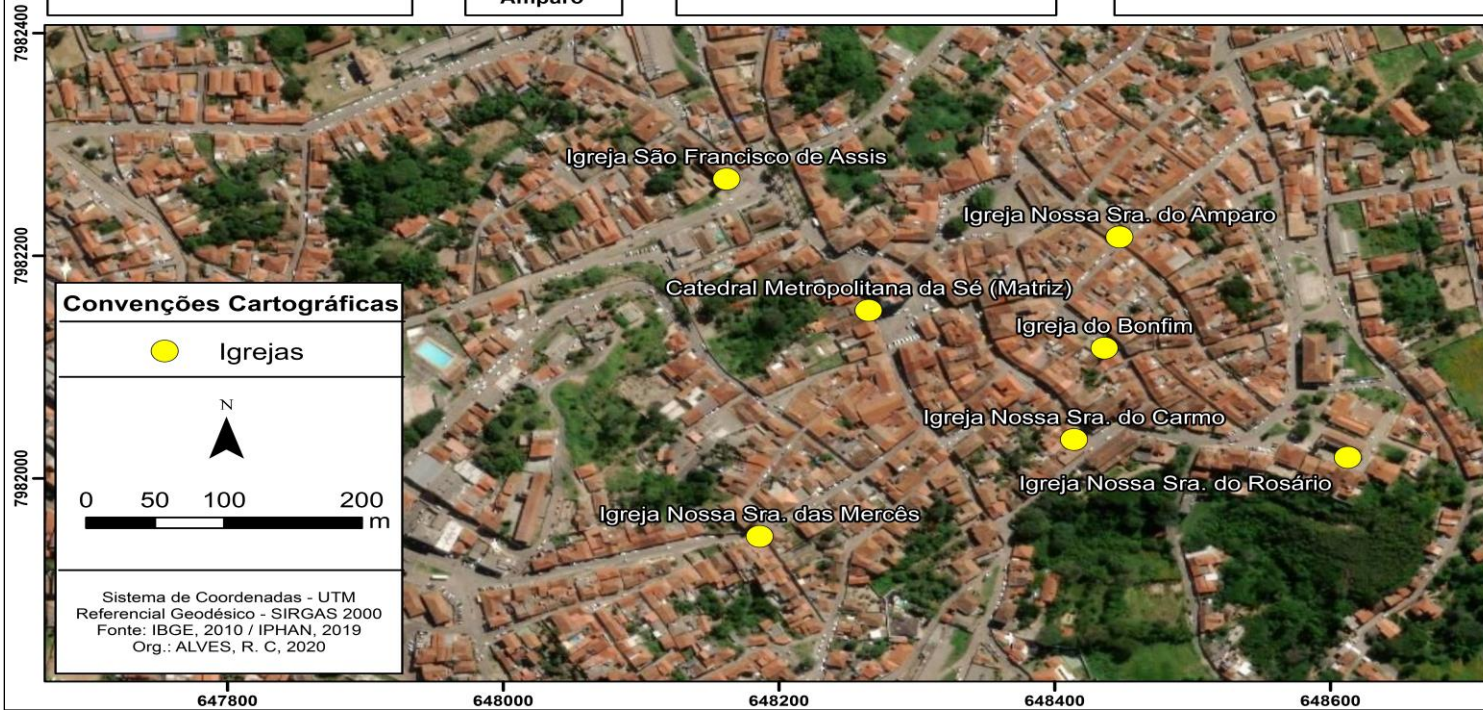 Amparo
7982400
Igreja São Francisco de Assis
Igreja Nossa Sra. do Amparo
7982200
Catedral Metropolitana da Sé (Matriz)
Igreja do Bonfim
Igreja Nossa Sra. do Carmo
7982000
Igreja Nossa Sra. do Rosário
Igreja Nossa Sra. das Mercês
Convenções Cartográficas
Igrejas
N
0 50 100 200
m
Sistema de Coordenadas - UTM
Referencial Geodésico - SIRGAS 2000
Fonte: IBGE, 2010 / IPHAN, 2019
Org.: ALVES, R. C, 2020
647800 648000 648200 648400 648600